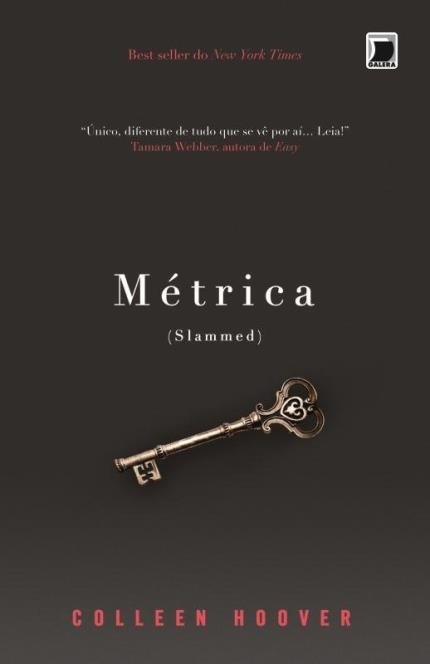 Best seller do New York Times
GALERA
“Único, diferente de tudo que se vê por aí... Leia!”
Tamara Webber, autora de Easy
Métrica
(Slammed)
COLLEEN HOOVER